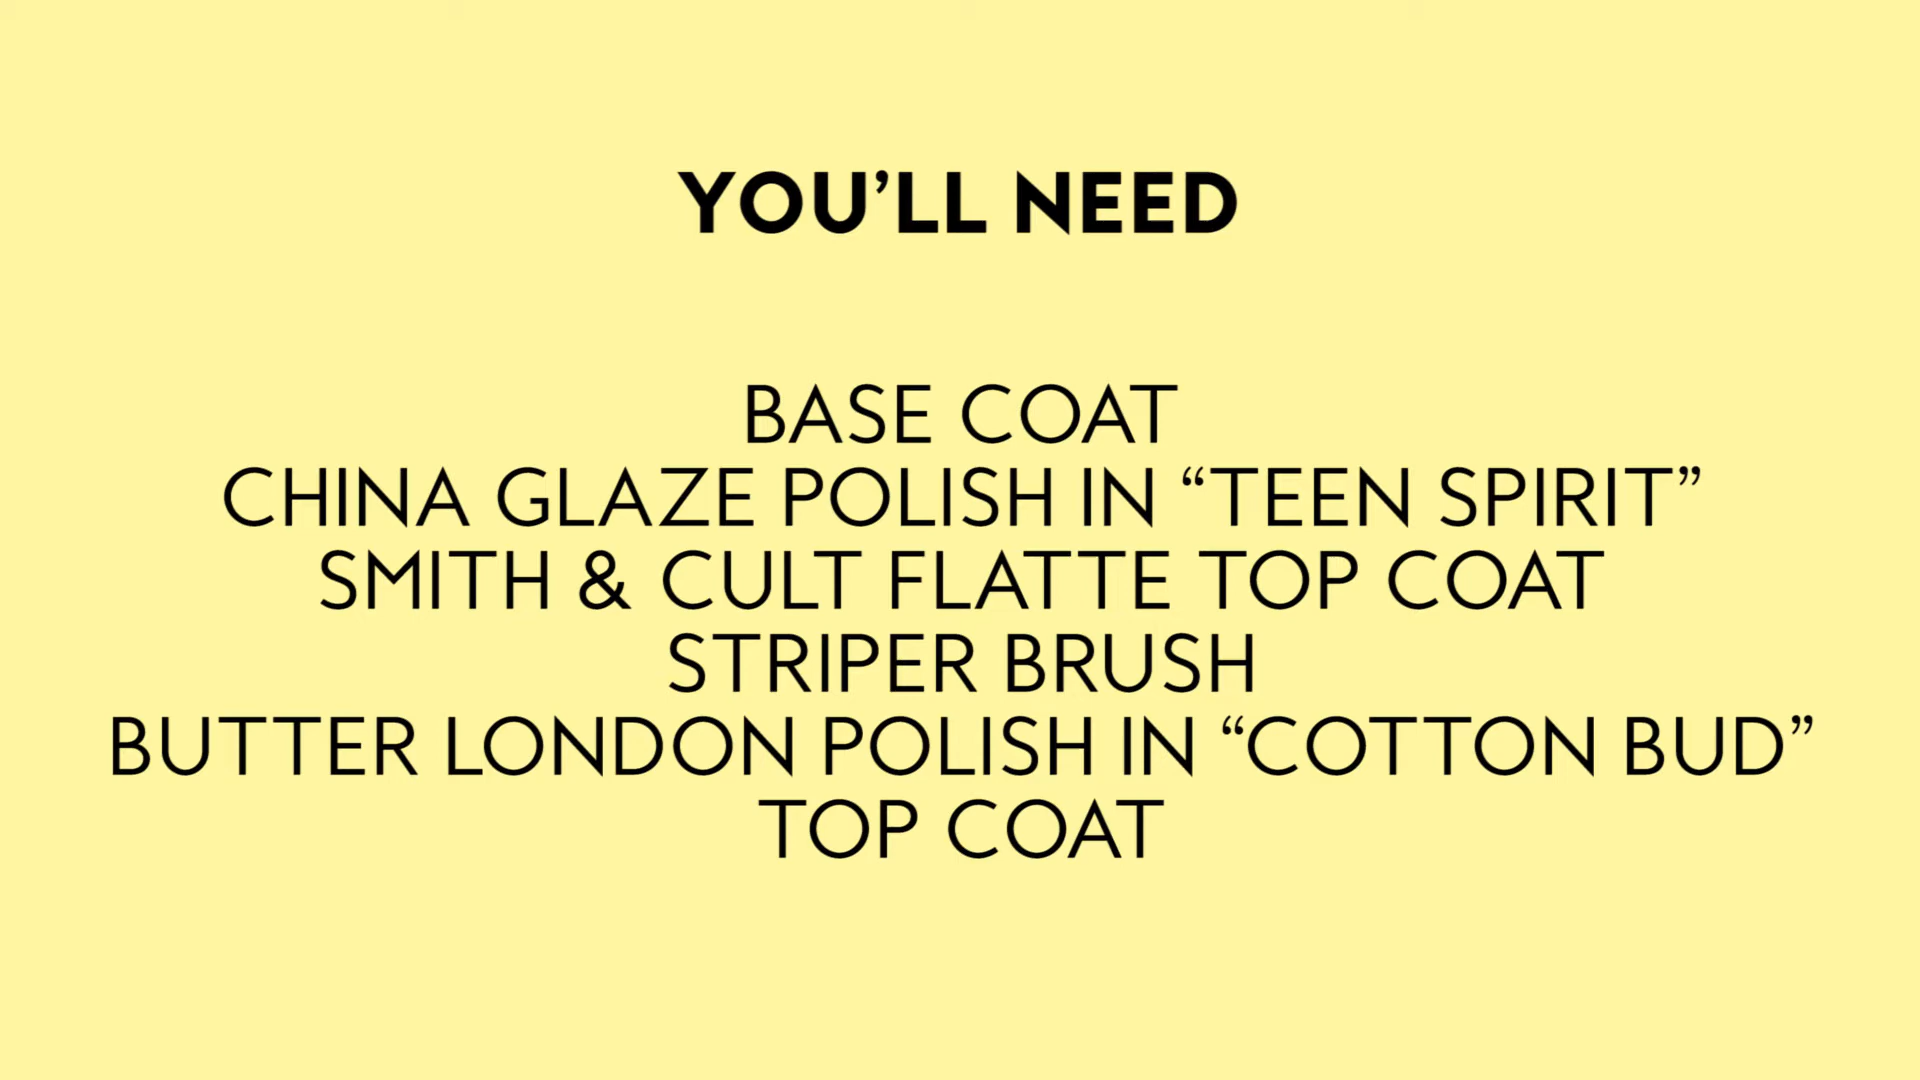 YOU’LL NEED
BASE COAT
CHINA GLAZE POLISH IN “TEEN SPIRIT”
SMITH & CULT FLATTE TOP COAT
STRIPER BRUSH
BUTTER LONDON POLISH IN “COTTON BUD”
TOP COAT